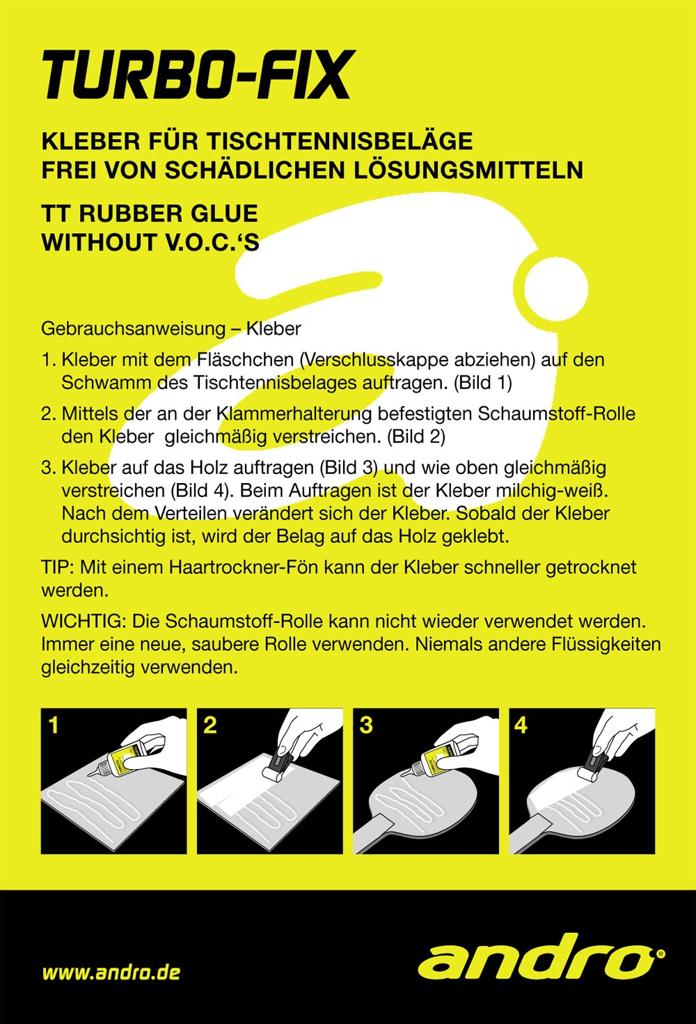 TURBO-FIX
KLEBER FÜR TISCHTENNISBELÄGE
FREI VON SCHÄDLICHEN LÖSUNGSMITTELN
TT RUBBER GLUE
WITHOUT V.O.C.‘S
Gebrauchsanweisung – Kleber
1. Kleber mit dem Fläschchen (Verschlusskappe abziehen) auf den
Schwamm des Tischtennisbelages auftragen. (Bild 1)
2. Mittels der an der Klammerhalterung befestigten Schaumstoff-Rolle
den Kleber gleichmäßig verstreichen. (Bild 2)
3. Kleber auf das Holz auftragen (Bild 3) und wie oben gleichmäßig
verstreichen (Bild 4). Beim Auftragen ist der Kleber milchig-weiß.
Nach dem Verteilen verändert sich der Kleber. Sobald der Kleber
durchsichtig ist, wird der Belag auf das Holz geklebt.
TIP: Mit einem Haartrockner-Fön kann der Kleber schneller getrocknet
werden.
WICHTIG: Die Schaumstoff-Rolle kann nicht wieder verwendet werden.
Immer eine neue, saubere Rolle verwenden. Niemals andere Flüssigkeiten
gleichzeitig verwenden.
1 2 3 4
www.andro.de
andro®